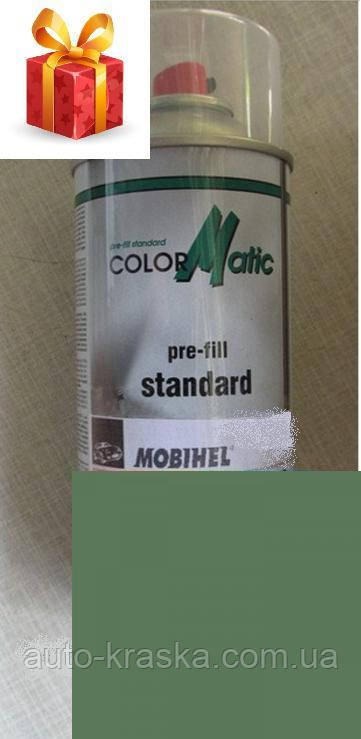 pre-fill standard
COLORMatic
pre-fill
standard
MOBIHEL®
auto-kraska.com.ua